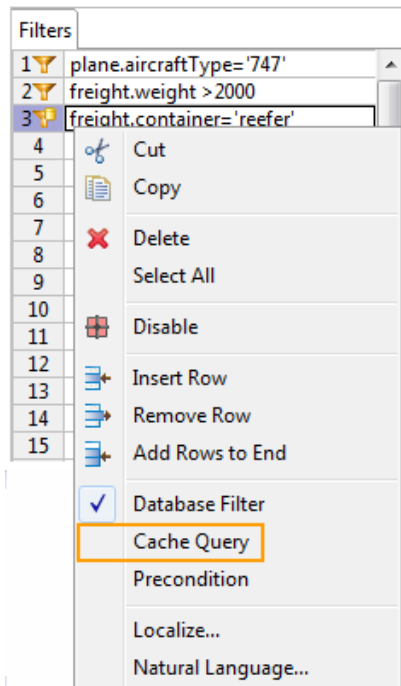 Filters
1 plane.aircraftType='747'
2 freight.weight >2000
3 freight.container='reefer'
4
5
6
7
8
9
10
11
12
13
14
15
Cut
Copy
Delete
Select All
Disable
Insert Row
Remove Row
Add Rows to End
Database Filter
Cache Query
Precondition
Localize...
Natural Language...